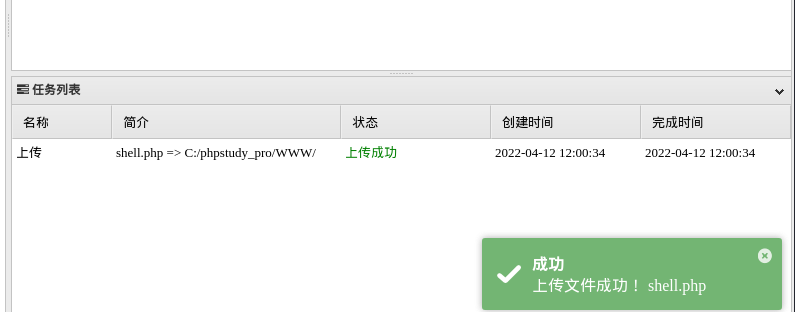 任务列表
名称 简介 状态 创建时间 完成时间
上传 shell.php => C:/phpstudy_pro/WWW/ 上传成功 2022-04-12 12:00:34 2022-04-12 12:00:34
成功
上传文件成功！ shell.php